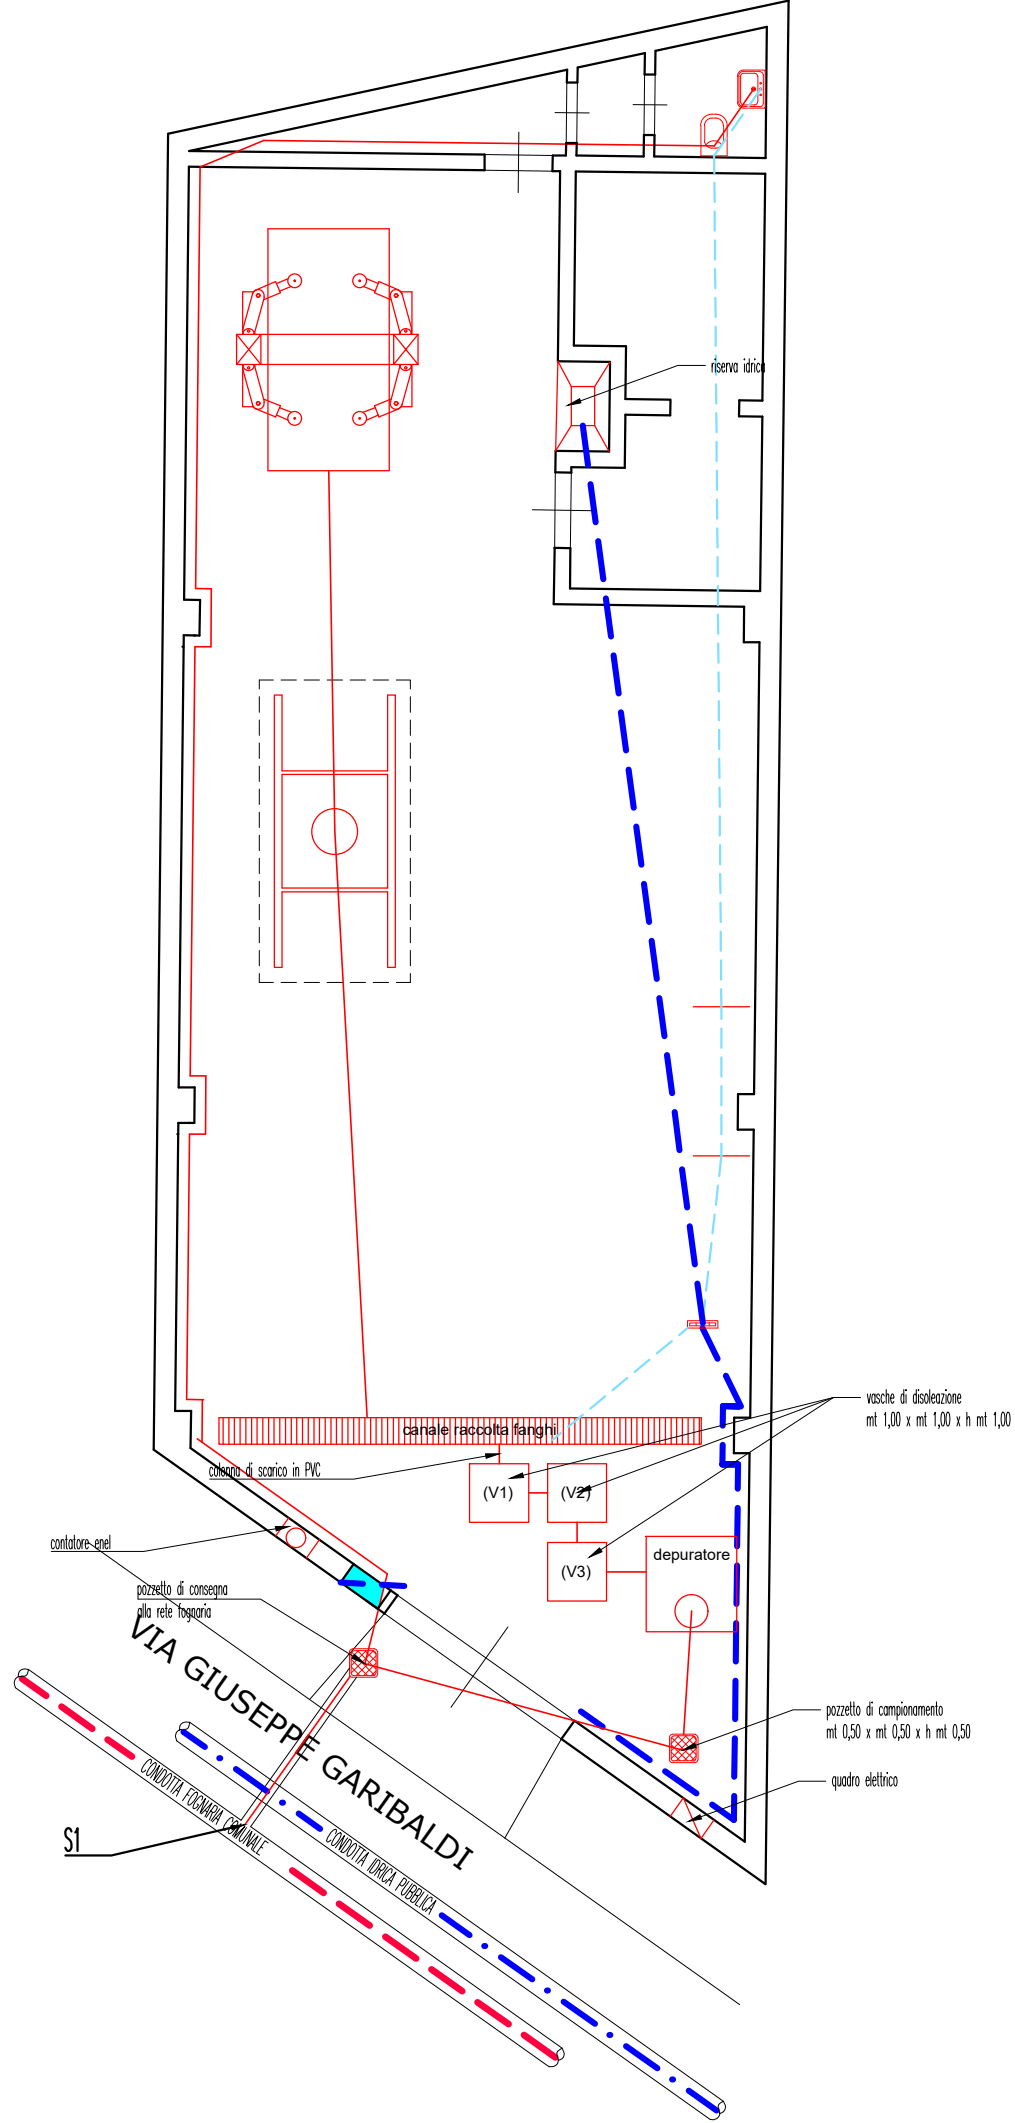 riserva idrica
vasche di disoleazione
mt 1,00 x mt 1,00 x h mt 1,00
canale raccolta fanghi
colonna di scarico in PVC
(V1)
(V2)
(V3)
depuratore
contatore enel
pozzetto di consegna
alla rete fognaria
VIA GIUSEPPE GARIBALDI
pozzetto di campionamento
mt 0,50 x mt 0,50 x h mt 0,50
quadro elettrico
CONDOTTA FOGNARIA COMUNALE
CONDOTTA IDRICA PUBBLICA
S1